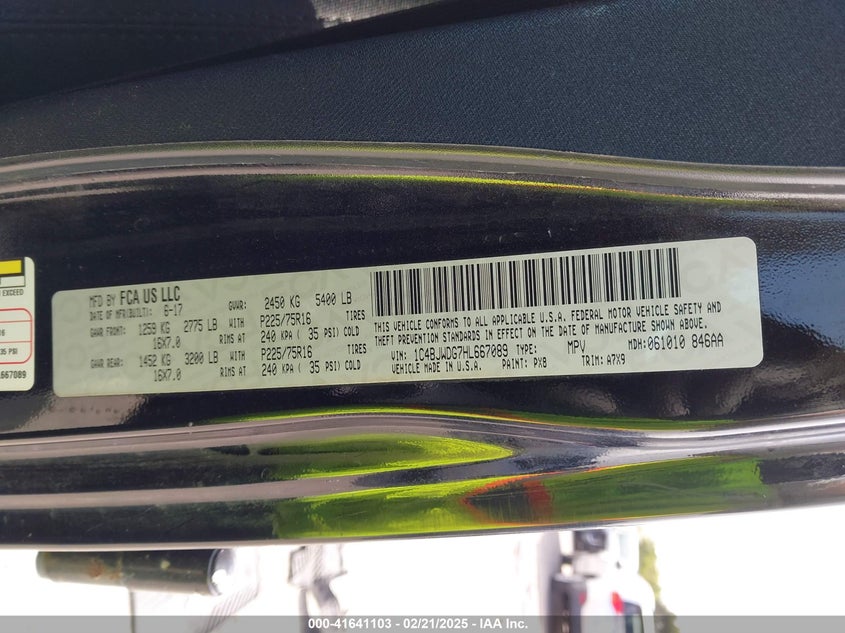 EXCEED
35 PSI
667089
MFD BY FCA US LLC
DATE OF MFR(BUILT): 6-17 GVWR: 2450 KG 5400 LB
GAWR FRONT: 1259 KG 2775 LB WITH P225/75R16 TIRES
16X7.0 RIMS AT 240 KPA ( 35 PSI) COLD
GAWR REAR: 1452 KG 3200 LB WITH P225/75R16 TIRES
16X7.0 RIMS AT 240 KPA ( 35 PSI) COLD
THIS VEHICLE CONFORMS TO ALL APPLICABLE U.S.A. FEDERAL MOTOR VEHICLE SAFETY AND
THEFT PREVENTION STANDARDS IN EFFECT ON THE DATE OF MANUFACTURE SHOWN ABOVE.
VIN: 1C4BJWDG7HL667089 TYPE: MPV MDH: 061010 846AA
VEHICLE MADE IN U.S.A. PAINT: PX8 TRIM: A7X9
000-41641103 - 02/21/2025 - IAA Inc.